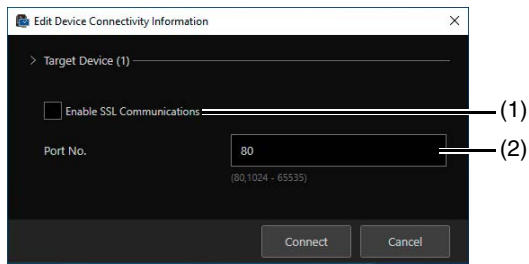 Edit Device Connectivity Information
> Target Device (1)
Enable SSL Communications
(1)
Port No.
80
(2)
(80,1024 - 65535)
Connect
Cancel